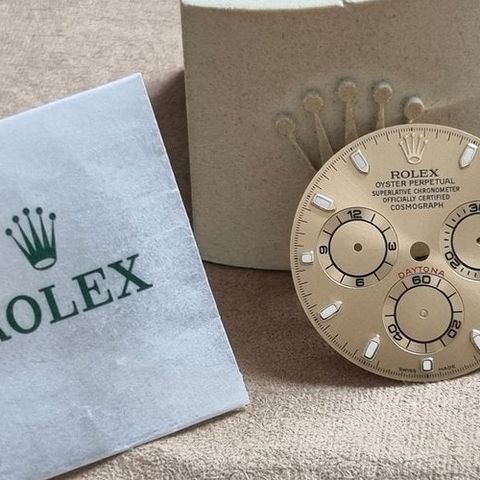 ROLEX
ROLEX
OYSTER PERPETUAL
SUPERLATIVE CHRONOMETER
OFFICIALLY CERTIFIED
COSMOGRAPH
12
3
6
9
30
DAYTONA
60
20
40
SWISS MADE